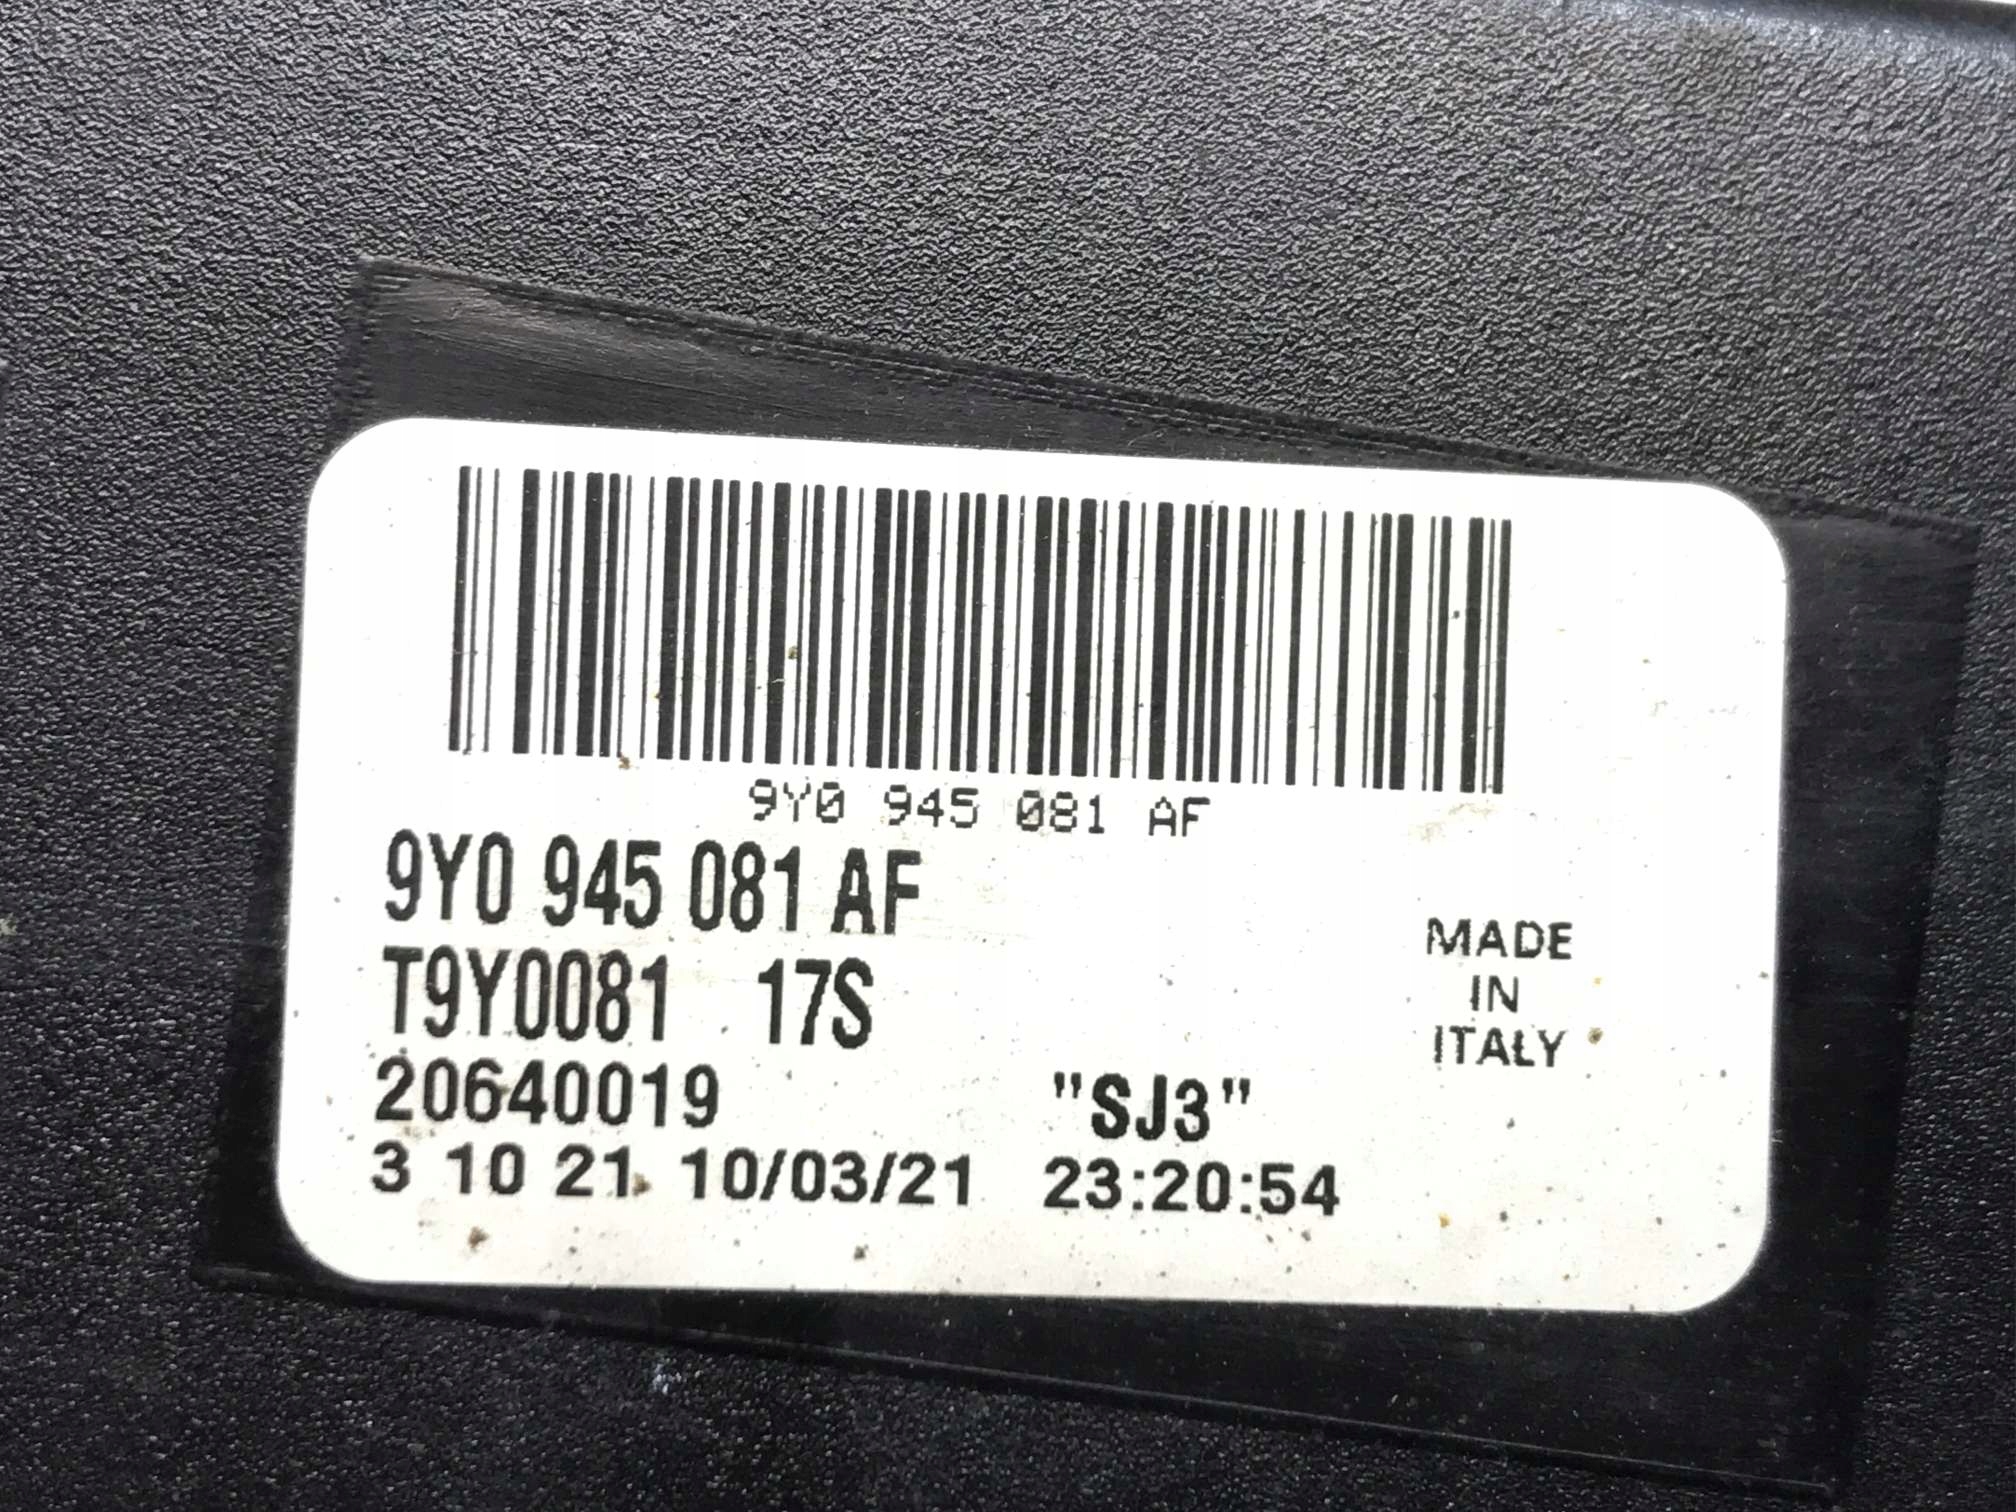 9Y0 945 081 AF
9Y0 945 081 AF
T9Y0081 17S
20640019 "SJ3"
3 10 21 10/03/21 23:20:54
MADE
IN
ITALY